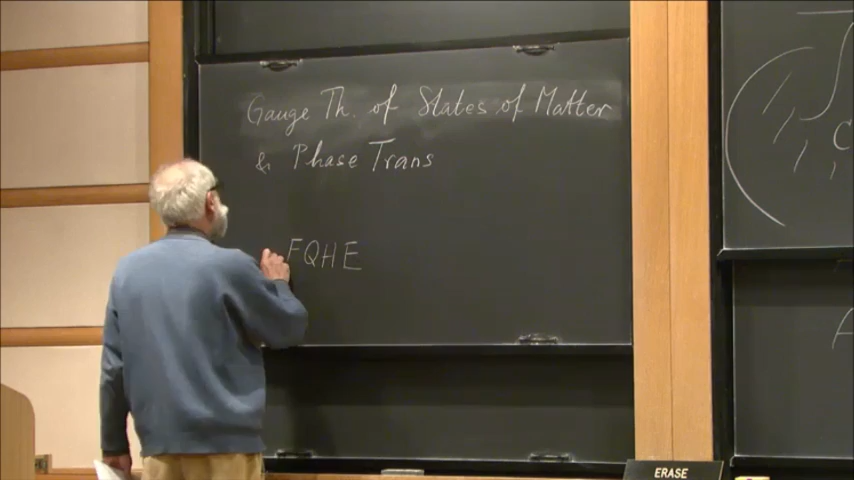 Gauge Th. of States of Matter
& Phase Trans
FQHE
ERASE